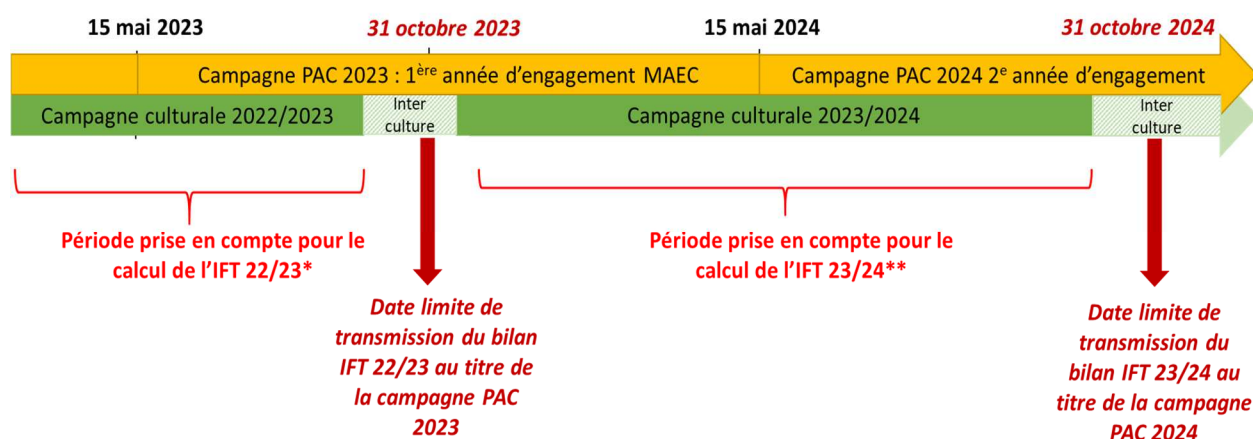 15 mai 2023
31 octobre 2023
15 mai 2024
31 octobre 2024
Campagne PAC 2023 : 1ère année d’engagement MAEC
Campagne PAC 2024 2e année d’engagement
Campagne culturale 2022/2023
Inter
culture
Campagne culturale 2023/2024
Inter
culture
Période prise en compte pour le
calcul de l’IFT 22/23*
Période prise en compte pour le
calcul de l’IFT 23/24**
Date limite de
transmission du bilan
IFT 22/23 au titre de
la campagne PAC
2023
Date limite de
transmission du
bilan IFT 23/24 au
titre de la campagne
PAC 2024